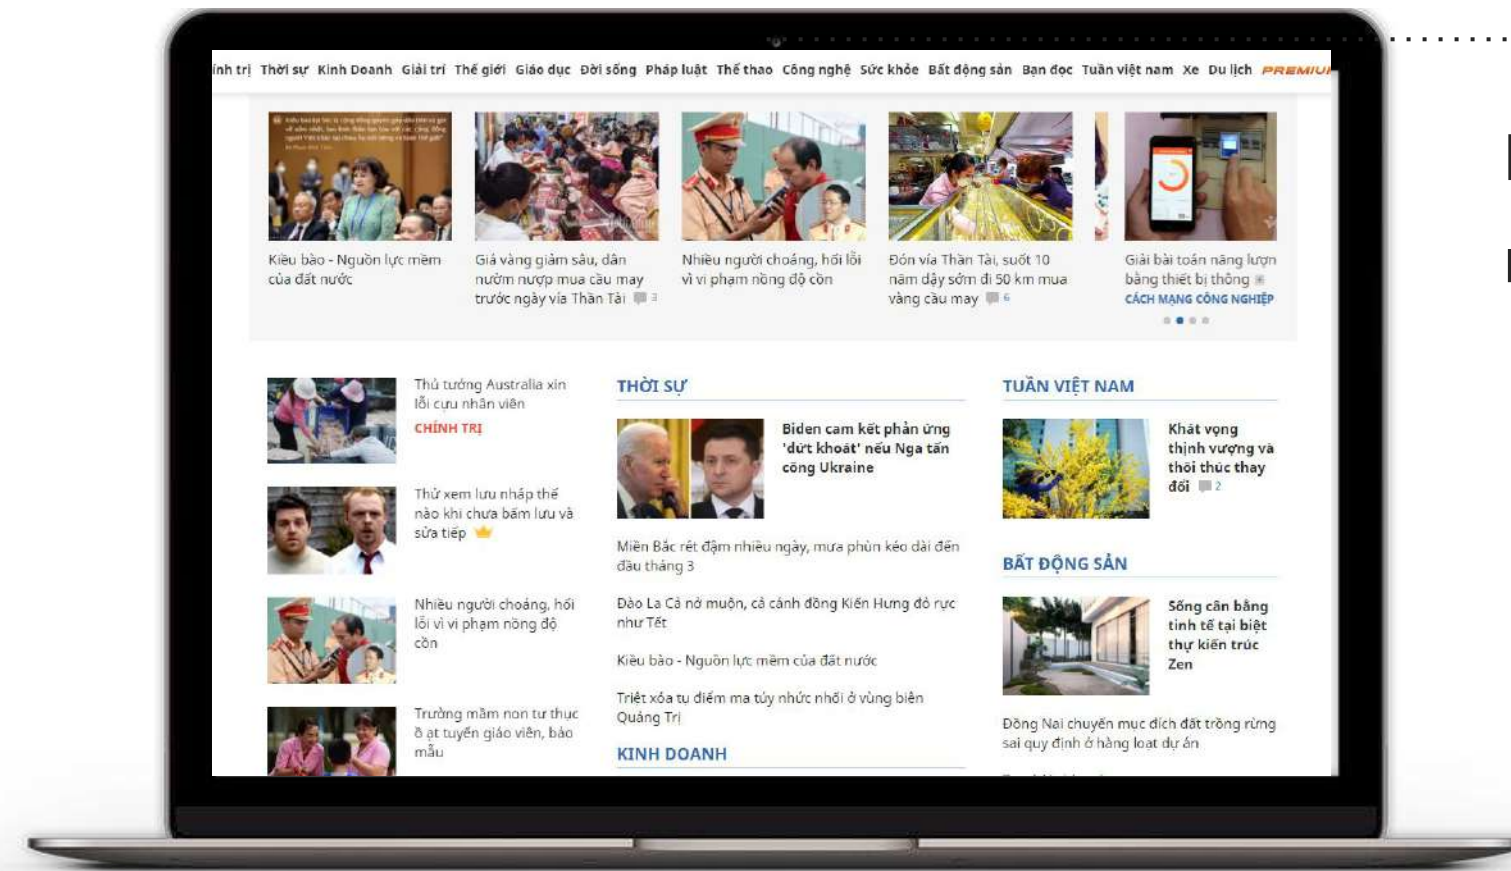 ính trị Thời sự Kinh Doanh Giải trí Thế giới Giáo dục Đời sống Pháp luật Thể thao Công nghệ Sức khỏe Bất động sản Bạn đọc Tuần việt nam Xe Du lịch PREMIU
Kiều bào - Nguồn lực mềm
của đất nước
Giá vàng giảm sâu, dân
nườm nượp mua cầu may
trước ngày vía Thần Tài 3
Nhiều người choáng, hối lỗi
vì vi phạm nồng độ cồn
Đón vía Thần Tài, suốt 10
năm dậy sớm đi 50 km mua
vàng cầu may 6
Giải bài toán năng lượn
bằng thiết bị thông
CÁCH MẠNG CÔNG NGHIỆP
Thủ tướng Australia xin
lỗi cựu nhân viên
CHÍNH TRỊ
Thử xem lưu nháp thế
nào khi chưa bấm lưu và
sửa tiếp
Nhiều người choáng, hối
lỗi vì vi phạm nồng độ
cồn
Trường mầm non tư thục
ồ ạt tuyển giáo viên, bảo
mẫu
THỜI SỰ
Biden cam kết phản ứng
'dứt khoát' nếu Nga tấn
công Ukraine
Miền Bắc rét đậm nhiều ngày, mưa phùn kéo dài đến
đầu tháng 3
Đào La Cả nở muộn, cả cánh đồng Kiến Hưng đỏ rực
như Tết
Kiều bào - Nguồn lực mềm của đất nước
Triệt xóa tụ điểm ma túy nhức nhối ở vùng biên
Quảng Trị
KINH DOANH
TUẦN VIỆT NAM
Khát vọng
thịnh vượng và
thôi thúc thay
đổi 2
BẤT ĐỘNG SẢN
Sống cân bằng
tinh tế tại biệt
thự kiến trúc
Zen
Đồng Nai chuyển mục đích đất trồng rừng
sai quy định ở hàng loạt dự án